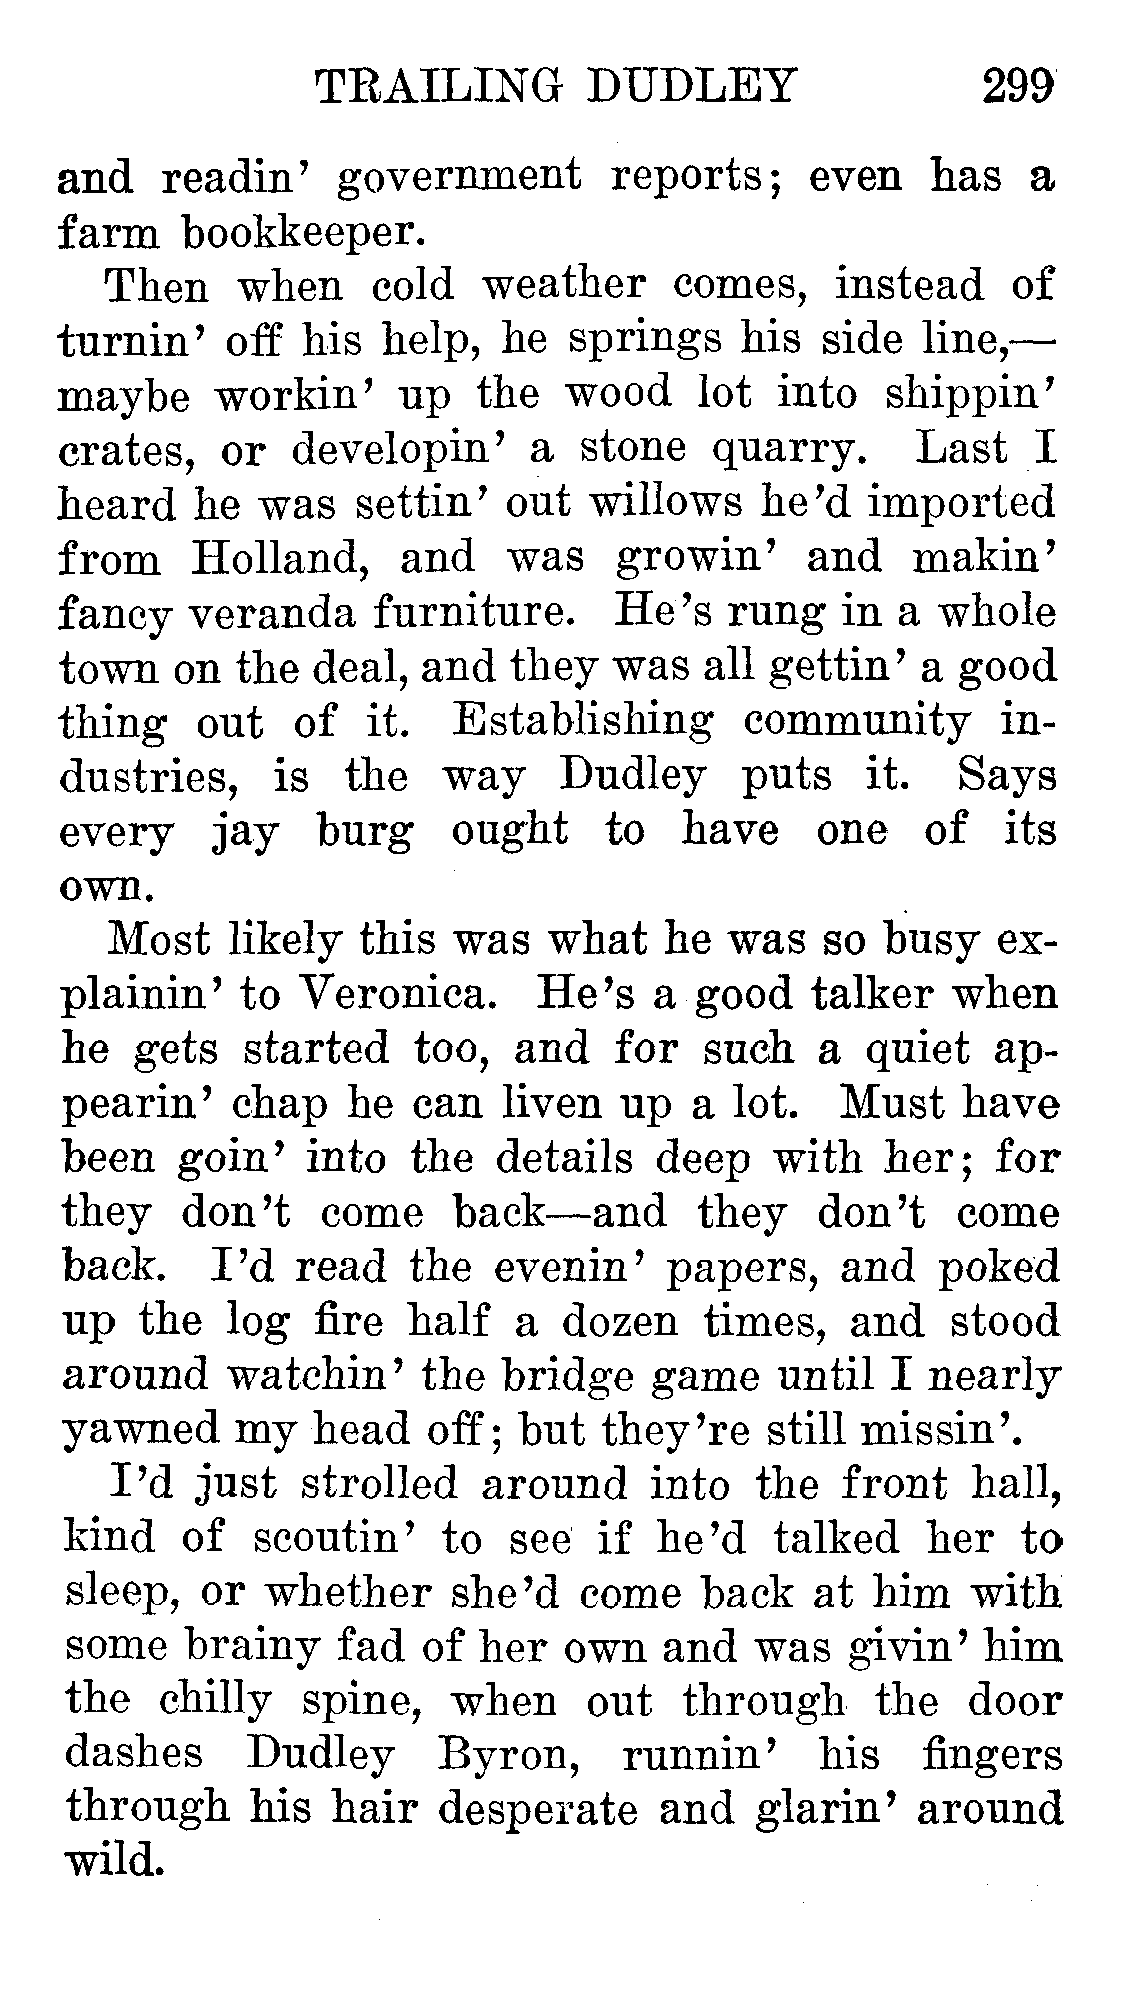 TRAILING DUDLEY 299
and readin' government reports; even has a
farm bookkeeper.
Then when cold weather comes, instead of
turnin' off his help, he springs his side line,—
maybe workin' up the wood lot into shippin'
crates, or developin' a stone quarry. Last I
heard he was settin' out willows he'd imported
from Holland, and was growin' and makin'
fancy veranda furniture. He's rung in a whole
town on the deal, and they was all gettin' a good
thing out of it. Establishing community in-
dustries, is the way Dudley puts it. Says
every jay burg ought to have one of its
own.
Most likely this was what he was so busy ex-
plainin' to Veronica. He's a good talker when
he gets started too, and for such a quiet ap-
pearin' chap he can liven up a lot. Must have
been goin' into the details deep with her; for
they don't come back—and they don't come
back. I'd read the evenin' papers, and poked
up the log fire half a dozen times, and stood
around watchin' the bridge game until I nearly
yawned my head off; but they're still missin'.
I'd just strolled around into the front hall,
kind of scoutin' to see if he'd talked her to
sleep, or whether she'd come back at him with
some brainy fad of her own and was givin' him
the chilly spine, when out through the door
dashes Dudley Byron, runnin' his fingers
through his hair desperate and glarin' around
wild.